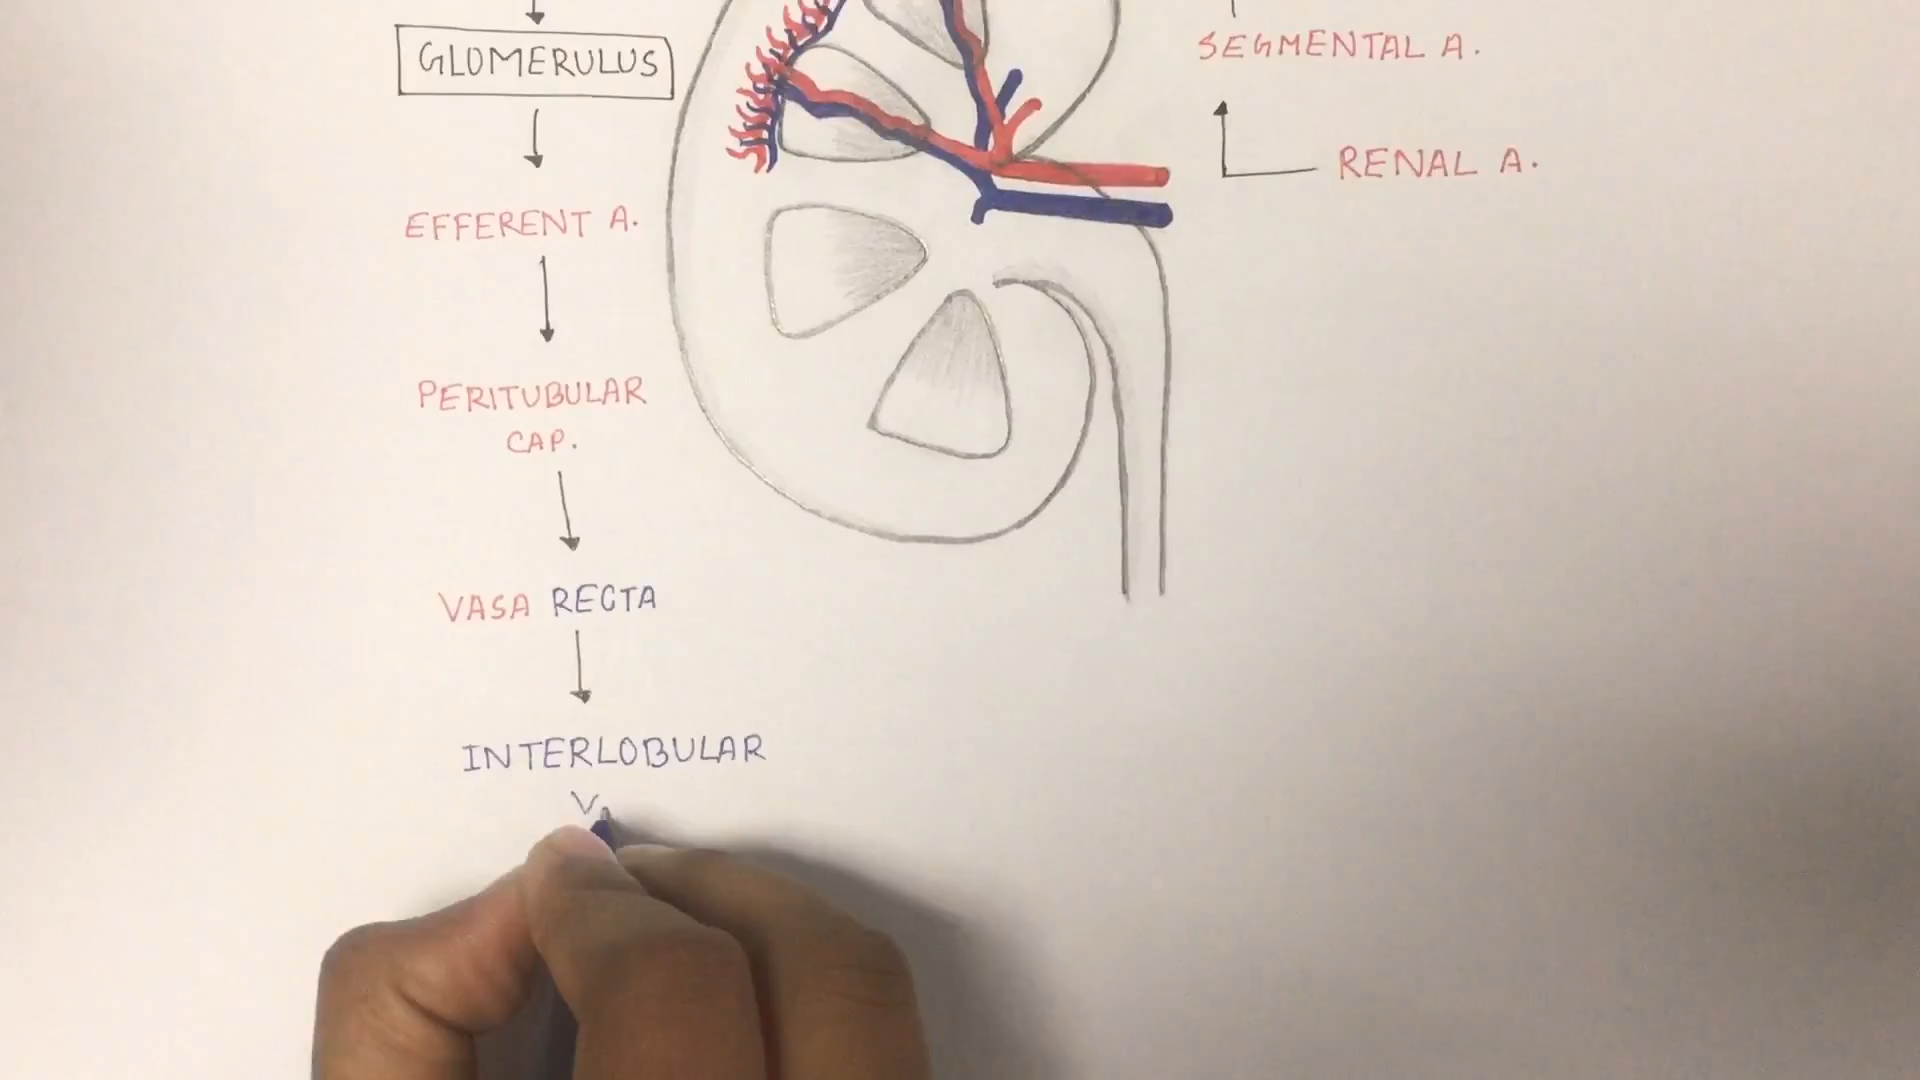 GLOMERULUS
EFFERENT A.
PERITUBULAR
CAP.
VASA RECTA
INTERLOBULAR
V
SEGMENTAL A.
RENAL A.